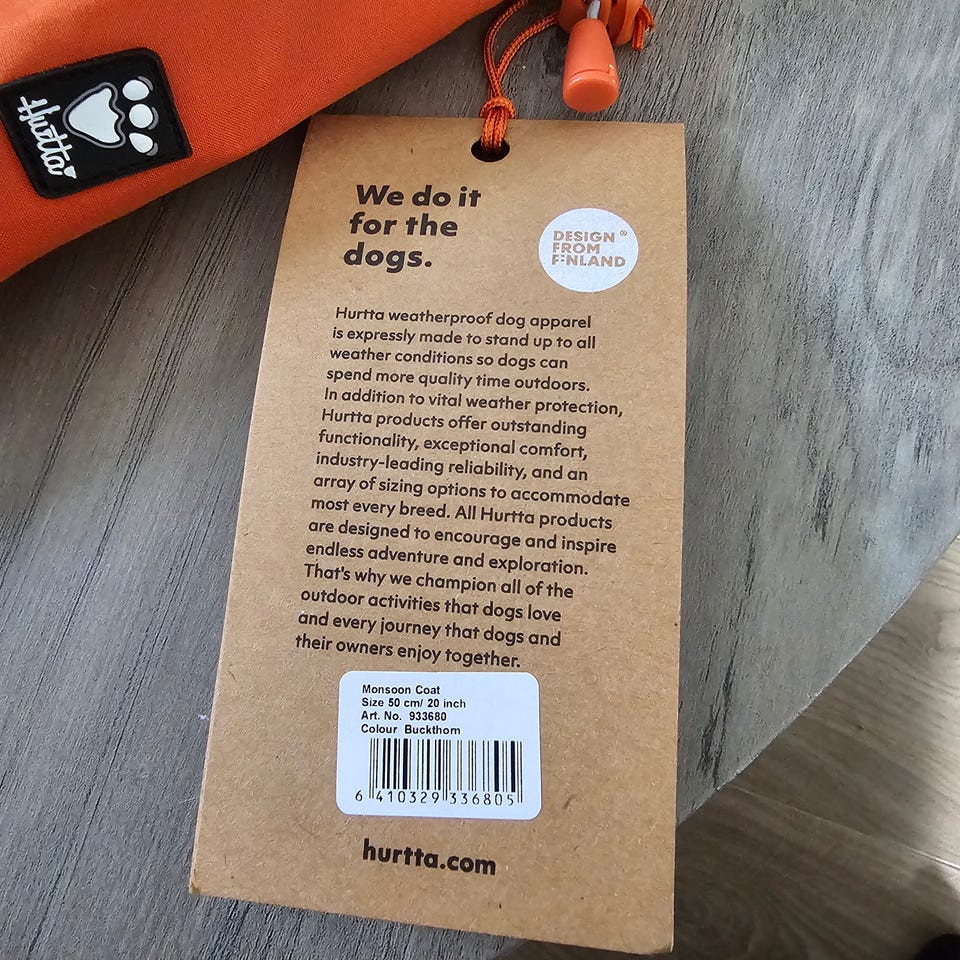 Hurtta
We do it
for the
dogs.
DESIGN®
FROM
FINLAND
Hurtta weatherproof dog apparel
is expressly made to stand up to all
weather conditions so dogs can
spend more quality time outdoors.
In addition to vital weather protection,
Hurtta products offer outstanding
functionality, exceptional comfort,
industry-leading reliability, and an
array of sizing options to accommodate
most every breed. All Hurtta products
are designed to encourage and inspire
endless adventure and exploration.
That's why we champion all of the
outdoor activities that dogs love
and every journey that dogs and
their owners enjoy together.
Monsoon Coat
Size 50 cm/ 20 inch
Art. No. 933680
Colour Buckthorn
6 410329 336805
hurtta.com